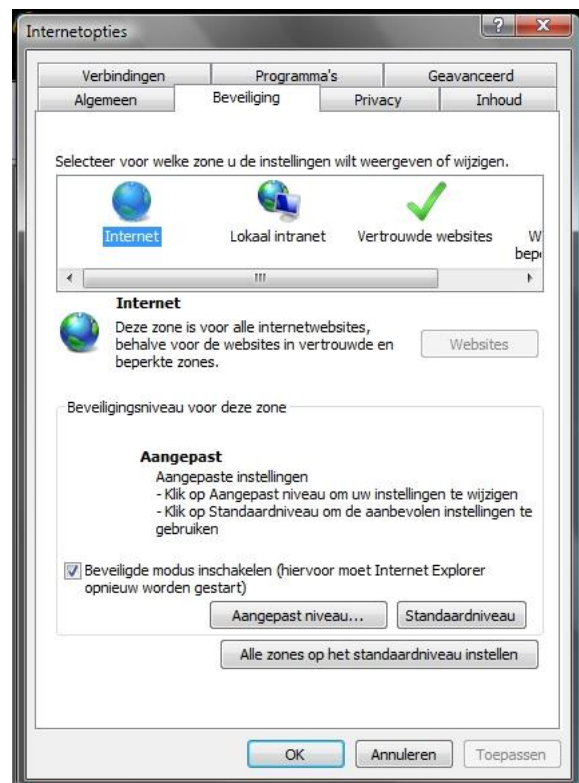 Internetopties
Verbindingen Programma's Geavanceerd
Algemeen Beveiliging Privacy Inhoud
Selecteer voor welke zone u de instellingen wilt weergeven of wijzigen.
Internet Lokaal intranet Vertrouwde websites
Internet
Deze zone is voor alle internetwebsites,
behalve voor de websites in vertrouwde en
beperkte zones.
Websites
Beveiligingsniveau voor deze zone
Aangepast
Aangepaste instellingen
- Klik op Aangepast niveau om uw instellingen te wijzigen
- Klik op Standaardniveau om de aanbevolen instellingen te
gebruiken
Beveiligde modus inschakelen (hiervoor moet Internet Explorer
opnieuw worden gestart)
Aangepast niveau... Standaardniveau
Alle zones op het standaardniveau instellen
OK Annuleren Toepassen